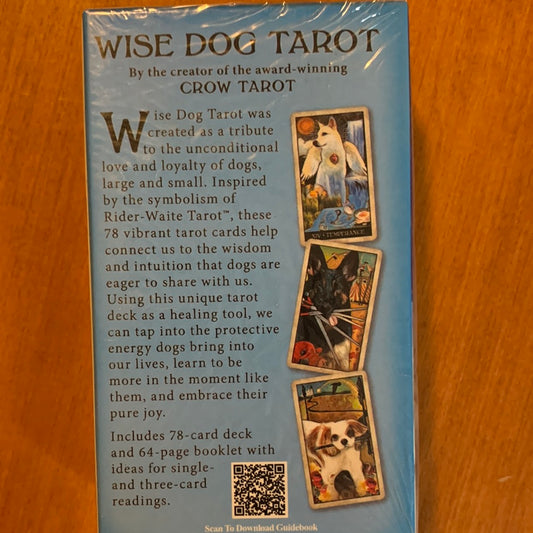 WISE DOG TAROT
By the creator of the award-winning
CROW TAROT
Wise Dog Tarot was
created as a tribute
to the unconditional
love and loyalty of dogs,
large and small. Inspired
by the symbolism of
Rider-Waite Tarot™, these
78 vibrant tarot cards help
connect us to the wisdom
and intuition that dogs are
eager to share with us.
Using this unique tarot
deck as a healing tool, we
can tap into the protective
energy dogs bring into
our lives, learn to be
more in the moment like
them, and embrace their
pure joy.
Includes 78-card deck
and 64-page booklet with
ideas for single-
and three-card
readings.
Scan To Download Guidebook
XIV • TEMPERANCE